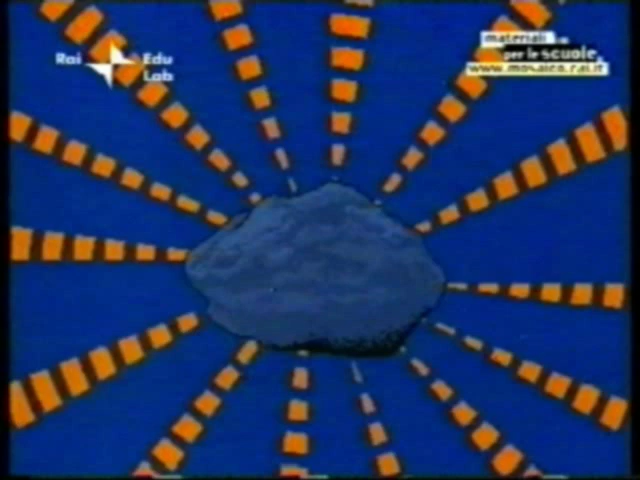 Rai Edu
Lab
materiali
per le scuole
www.mosaico.rai.it